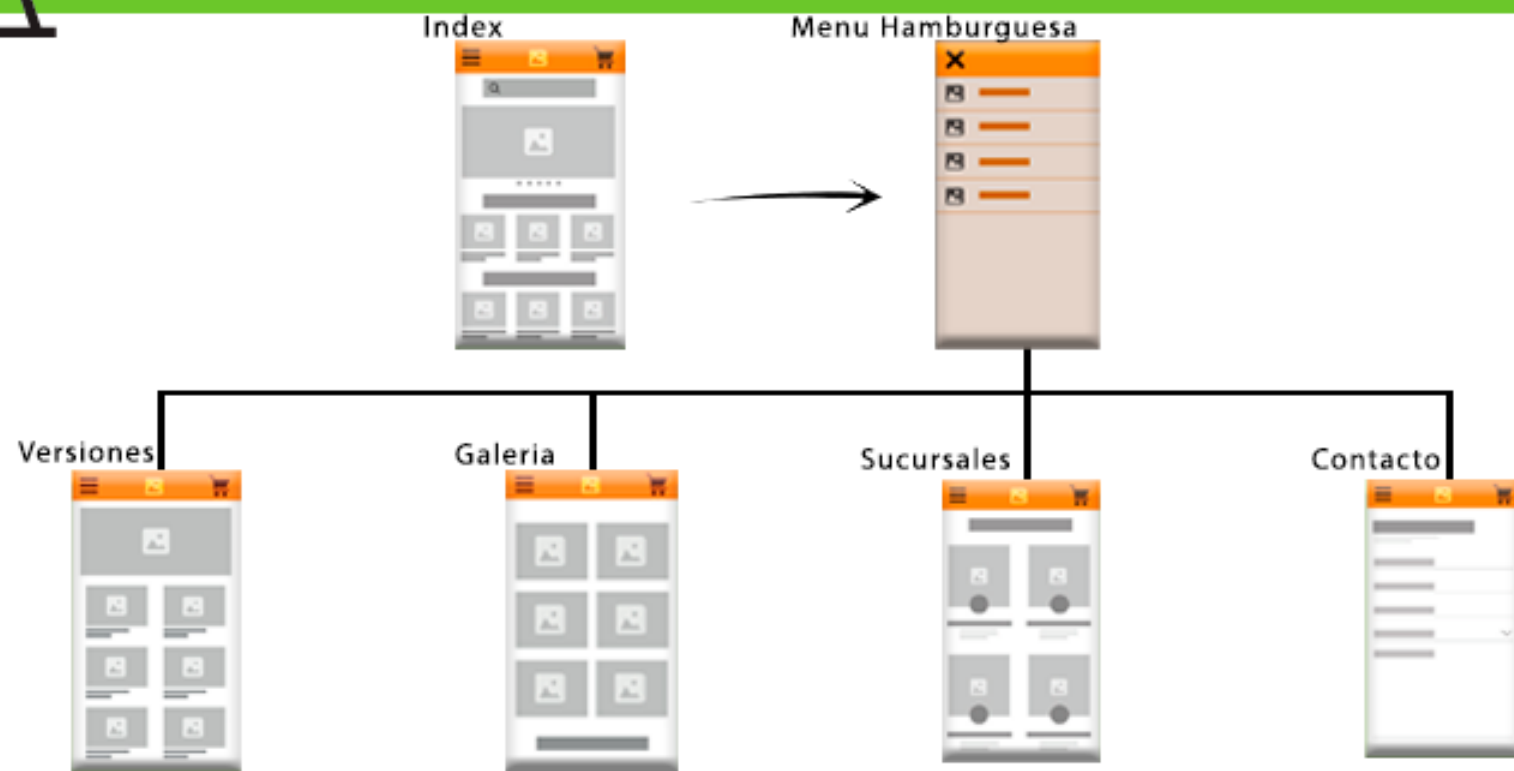 Index
Menu Hamburguesa
Versiones
Galeria
Sucursales
Contacto